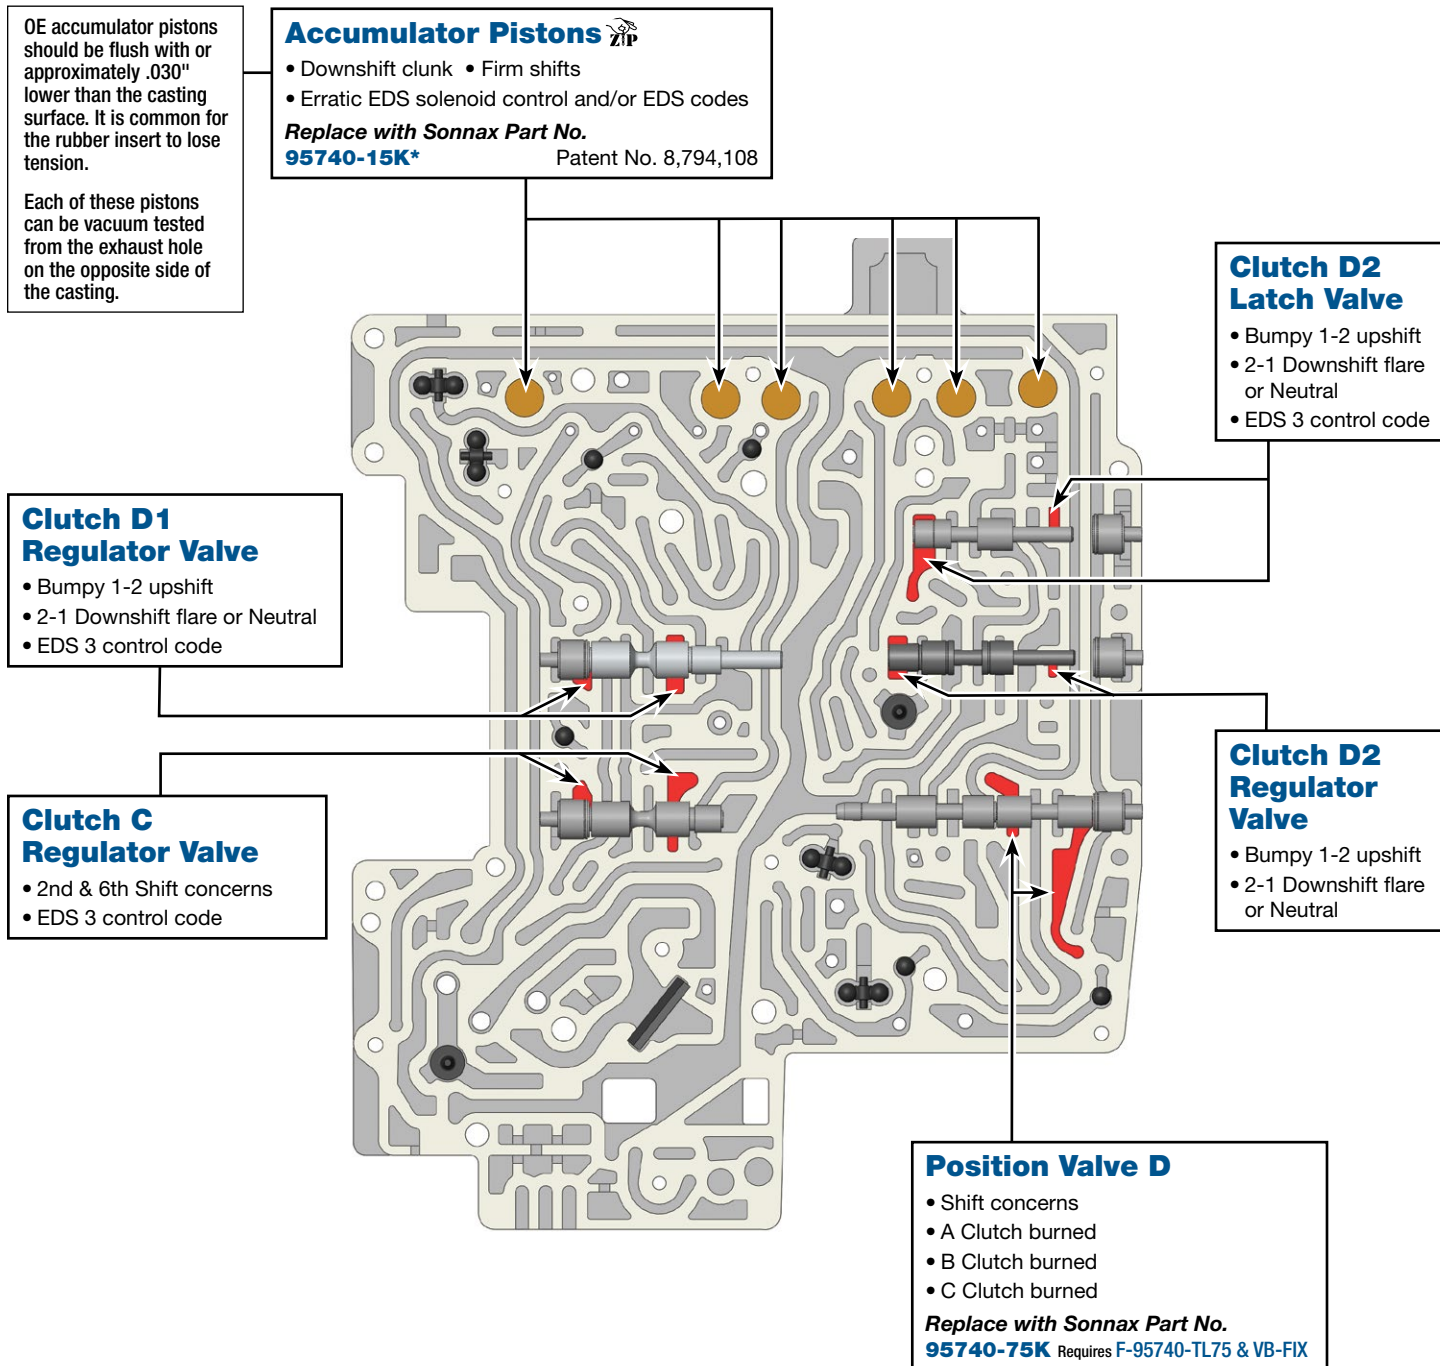 OE accumulator pistons
should be flush with or
approximately .030"
lower than the casting
surface. It is common for
the rubber insert to lose
tension.
Each of these pistons
can be vacuum tested
from the exhaust hole
on the opposite side of
the casting.
Accumulator Pistons ZIP
• Downshift clunk • Firm shifts
• Erratic EDS solenoid control and/or EDS codes
Replace with Sonnax Part No.
95740-15K* Patent No. 8,794,108
Clutch D2
Latch Valve
• Bumpy 1-2 upshift
• 2-1 Downshift flare
or Neutral
• EDS 3 control code
Clutch D1
Regulator Valve
• Bumpy 1-2 upshift
• 2-1 Downshift flare or Neutral
• EDS 3 control code
Clutch C
Regulator Valve
• 2nd & 6th Shift concerns
• EDS 3 control code
Clutch D2
Regulator
Valve
• Bumpy 1-2 upshift
• 2-1 Downshift flare
or Neutral
Position Valve D
• Shift concerns
• A Clutch burned
• B Clutch burned
• C Clutch burned
Replace with Sonnax Part No.
95740-75K Requires F-95740-TL75 & VB-FIX